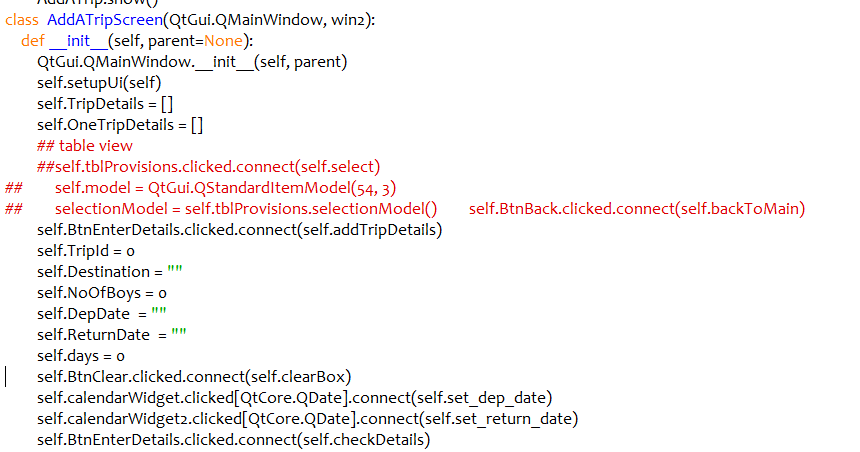 AddATrip.show()
class AddATripScreen(QtGui.QMainWindow, win2):
    def __init__(self, parent=None):
        QtGui.QMainWindow.__init__(self, parent)
        self.setupUi(self)
        self.TripDetails = []
        self.OneTripDetails = []
        ## table view
        ##self.tblProvisions.clicked.connect(self.select)
##        self.model = QtGui.QStandardItemModel(54, 3)
##        selectionModel = self.tblProvisions.selectionModel()        self.BtnBack.clicked.connect(self.backToMain)
        self.BtnEnterDetails.clicked.connect(self.addTripDetails)
        self.TripId = 0
        self.Destination = ""
        self.NoOfBoys = 0
        self.DepDate  = ""
        self.ReturnDate  = ""
        self.days = 0
        self.BtnClear.clicked.connect(self.clearBox)
        self.calendarWidget.clicked[QtCore.QDate].connect(self.set_dep_date)
        self.calendarWidget2.clicked[QtCore.QDate].connect(self.set_return_date)
        self.BtnEnterDetails.clicked.connect(self.checkDetails)